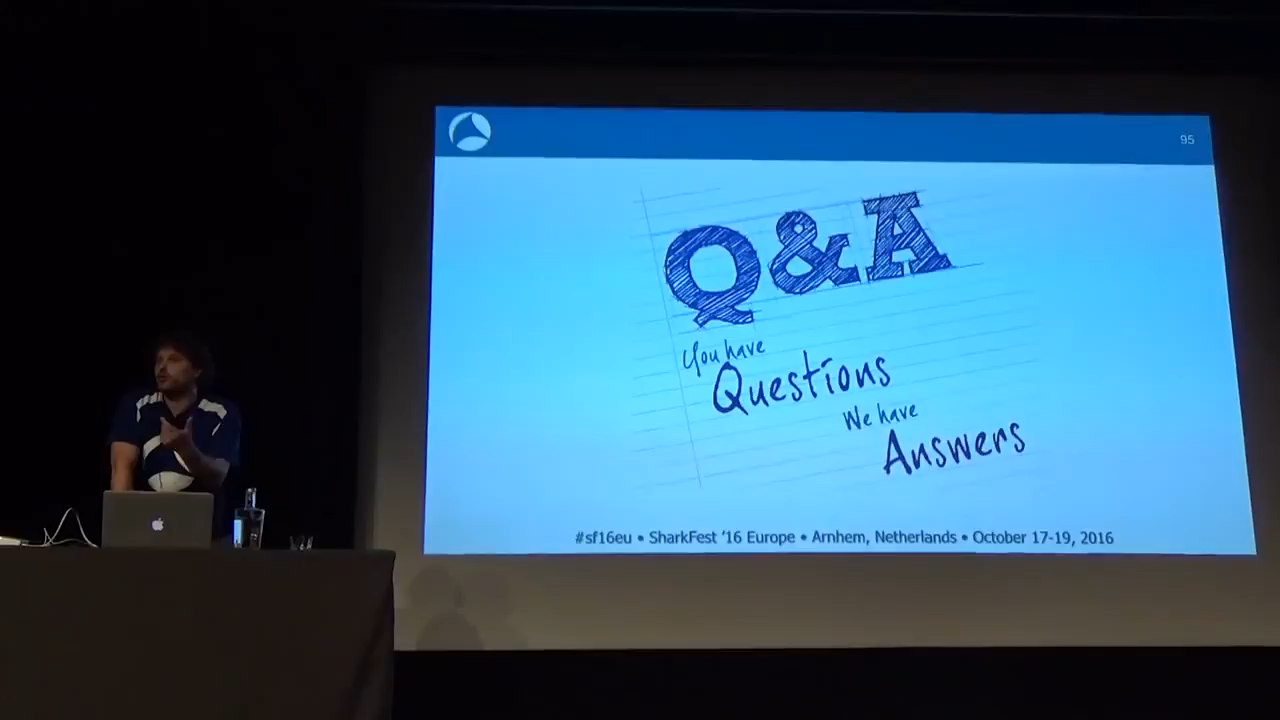 95
Q&A
You have
Questions
We have
Answers
#sf16eu • SharkFest '16 Europe • Arnhem, Netherlands • October 17-19, 2016